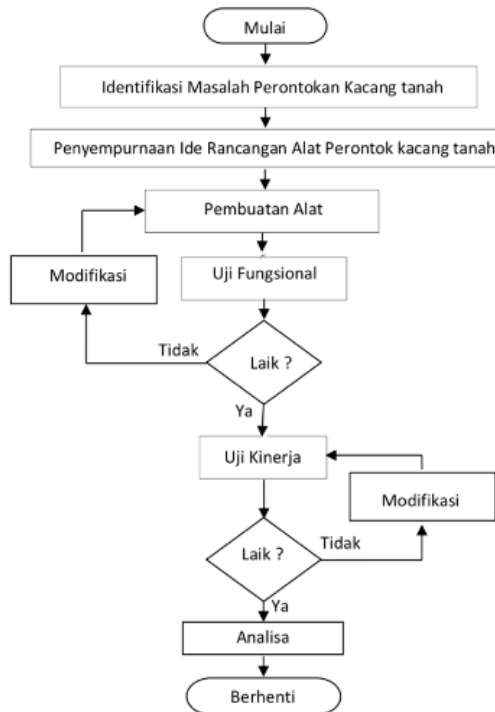 Mulai
Identifikasi Masalah Perontokan Kacang tanah
Penyempurnaan Ide Rancangan Alat Perontok kacang tanah
Pembuatan Alat
Modifikasi
Uji Fungsional
Tidak
Laik ?
Ya
Uji Kinerja
Modifikasi
Laik ?
Tidak
Ya
Analisa
Berhenti